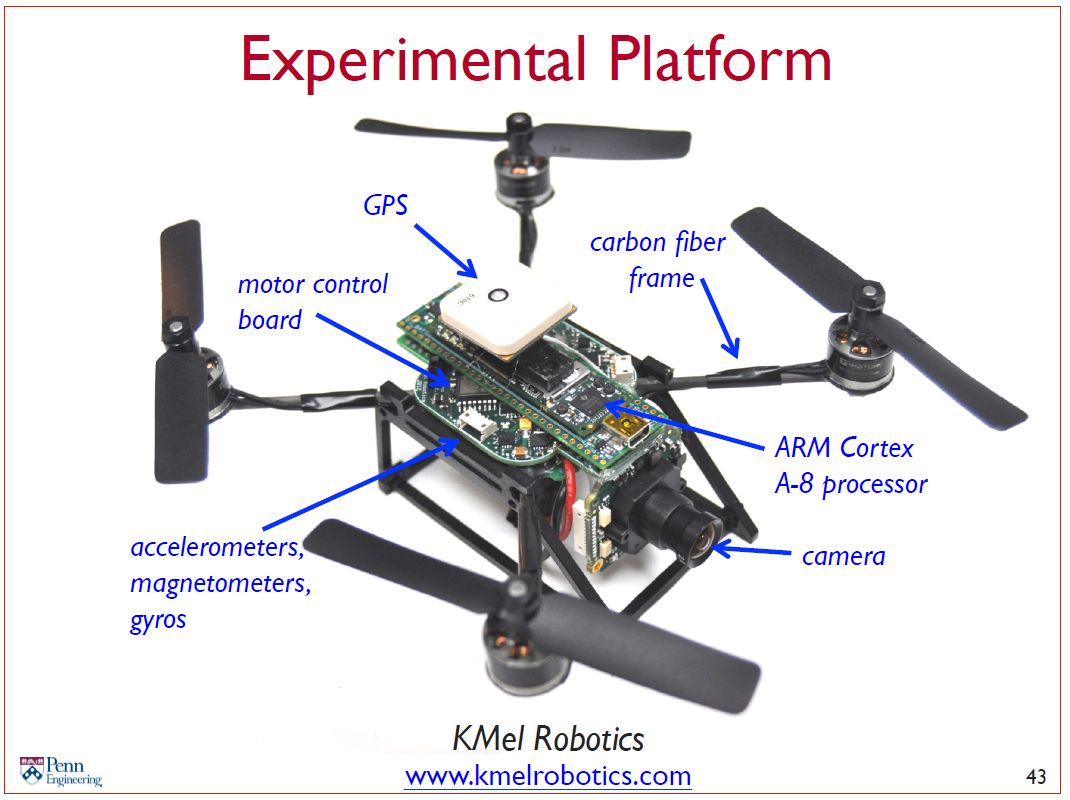 Experimental Platform
GPS
carbon fiber
frame
motor control
board
ARM Cortex
A-8 processor
accelerometers,
magnetometers,
gyros
camera
KMel Robotics
www.kmelrobotics.com
Penn
Engineering
43